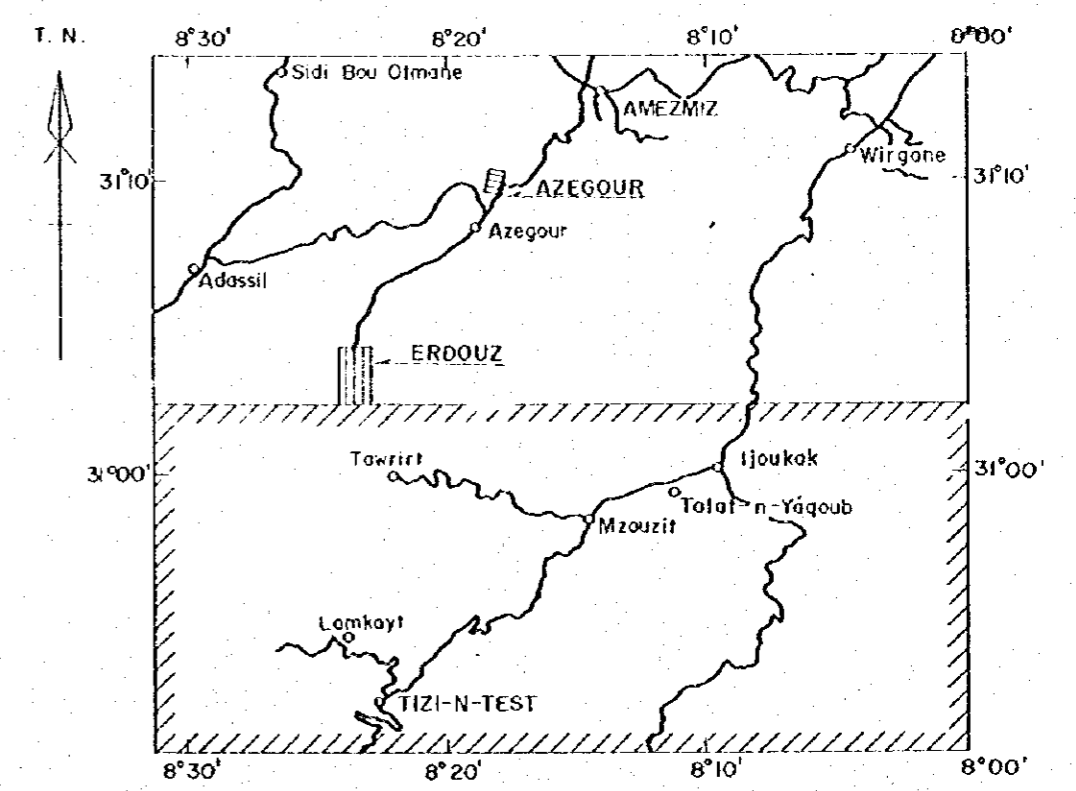 T. N.
8°30' 8°20' 8°10' 8°00'
Sidi Bou Otmane
AMEZMIZ
Wirgane
31°10' 31°10'
AZEGOUR
Azegour
Adassil
ERDOUZ
Tawrirt
Ijoukak
31°00' 31°00'
Talat-n-Yáqoub
Mzouzit
Lamkayt
TIZI-N-TEST
8°30' 8°20' 8°10' 8°00'